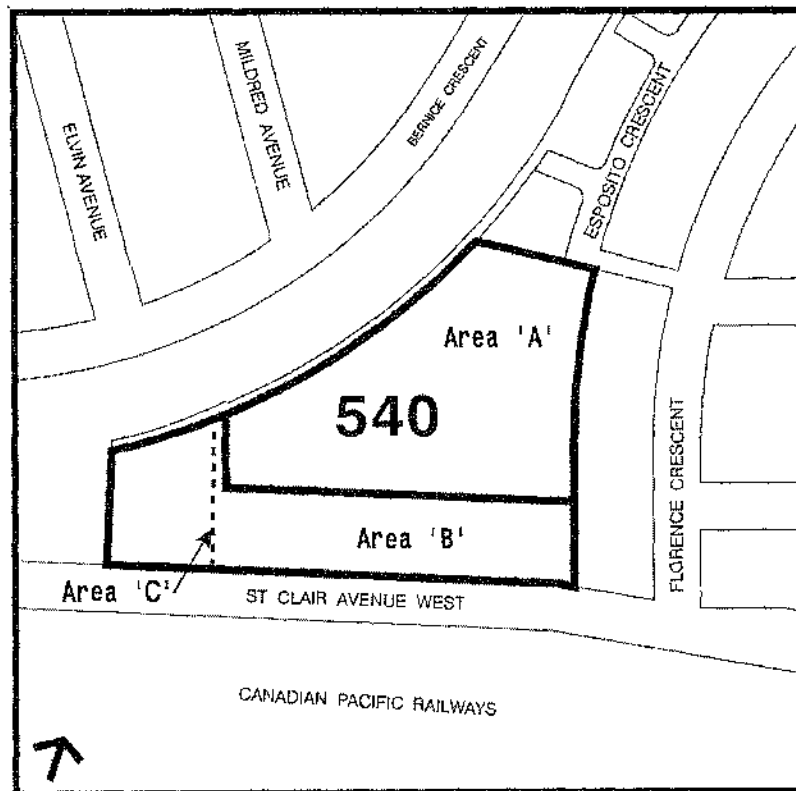 ELVIN AVENUE
MILDRED AVENUE
BERNICE CRESCENT
ESPOSITO CRESCENT
Area 'A'
540
Area 'B'
FLORENCE CRESCENT
Area 'C'
ST CLAIR AVENUE WEST
CANADIAN PACIFIC RAILWAYS